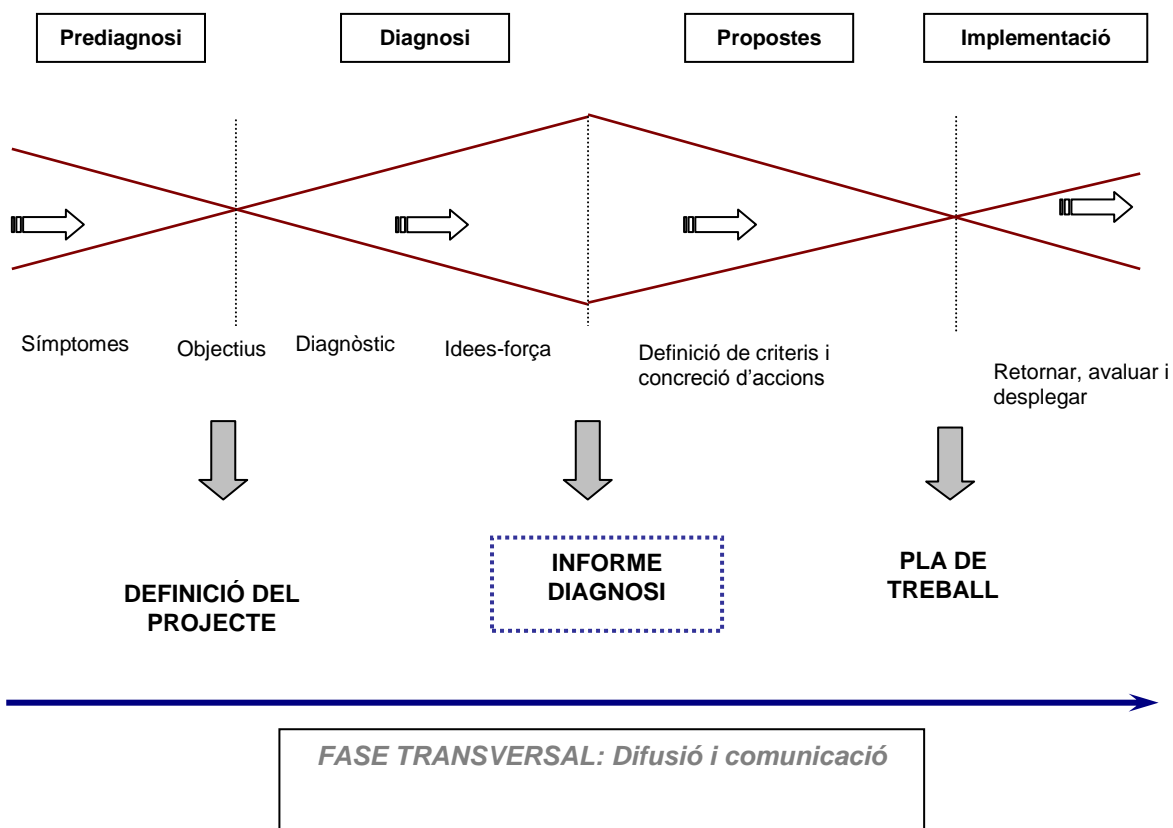 Prediagnosi
Diagnosi
Propostes
Implementació
Símptomes
Objectius
Diagnòstic
Idees-força
Definició de criteris i
concreció d'accions
Retornar, avaluar i
desplegar
DEFINICIÓ DEL
PROJECTE
INFORME
DIAGNOSI
PLA DE
TREBALL
FASE TRANSVERSAL: Difusió i comunicació